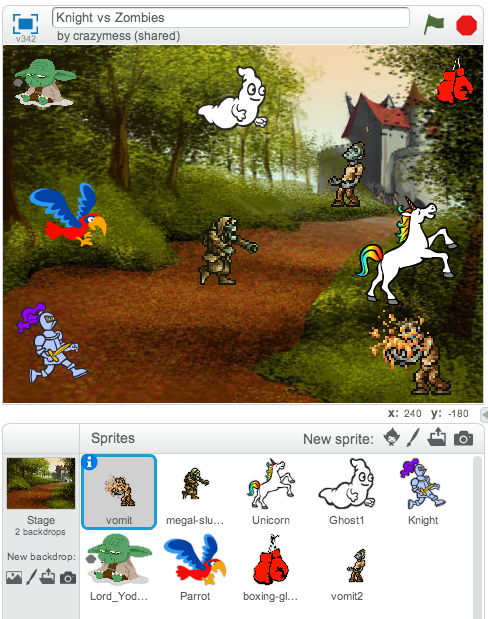 Knight vs Zombies
v342
by crazymess (shared)
x: 240 y: -180
Sprites
New sprite:
vomit
megal-slu...
Unicorn
Ghost1
Knight
Stage
2 backdrops
New backdrop:
Lord_Yod...
Parrot
boxing-gl...
vomit2